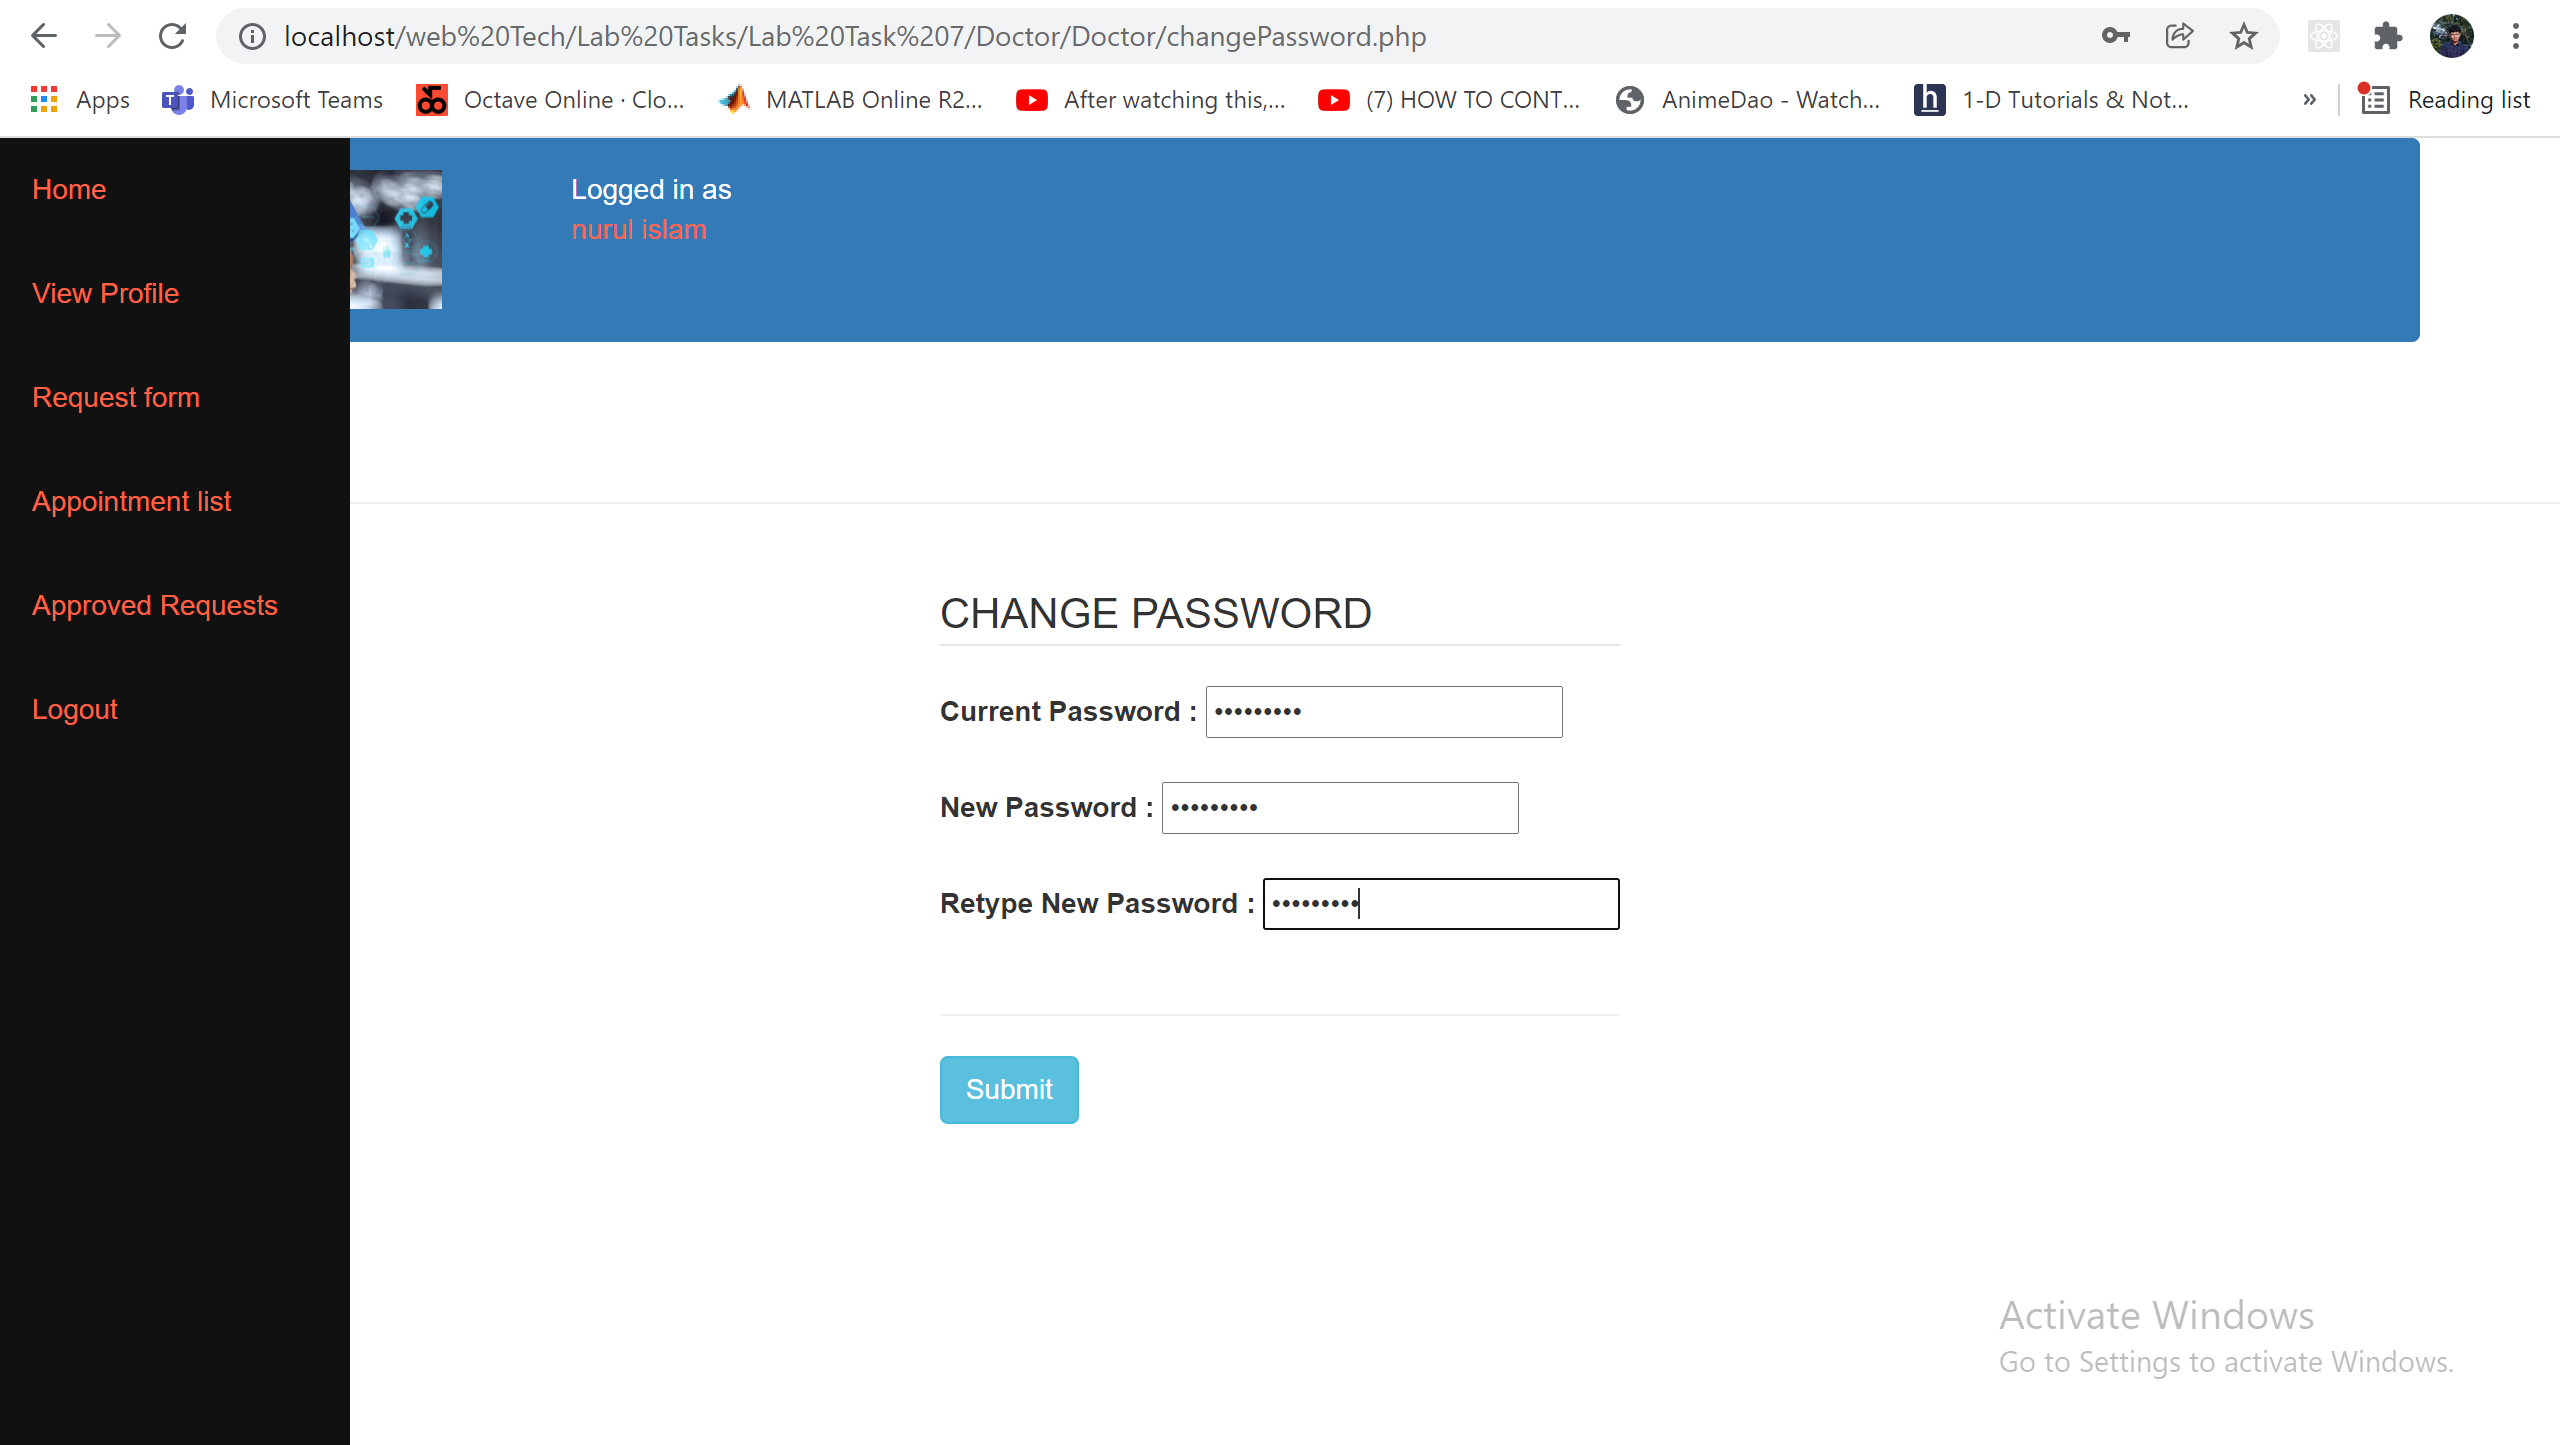 localhost/web%20Tech/Lab%20Tasks/Lab%20Task%207/Doctor/Doctor/changePassword.php
Apps
Microsoft Teams
Octave Online · Clo...
MATLAB Online R2...
After watching this,...
(7) HOW TO CONT...
AnimeDao - Watch...
h
1-D Tutorials & Not...
»
Reading list
Home
View Profile
Request form
Appointment list
Approved Requests
Logout
Logged in as
nurul islam
CHANGE PASSWORD
Current Password :
New Password :
Retype New Password :
Submit
Activate Windows
Go to Settings to activate Windows.